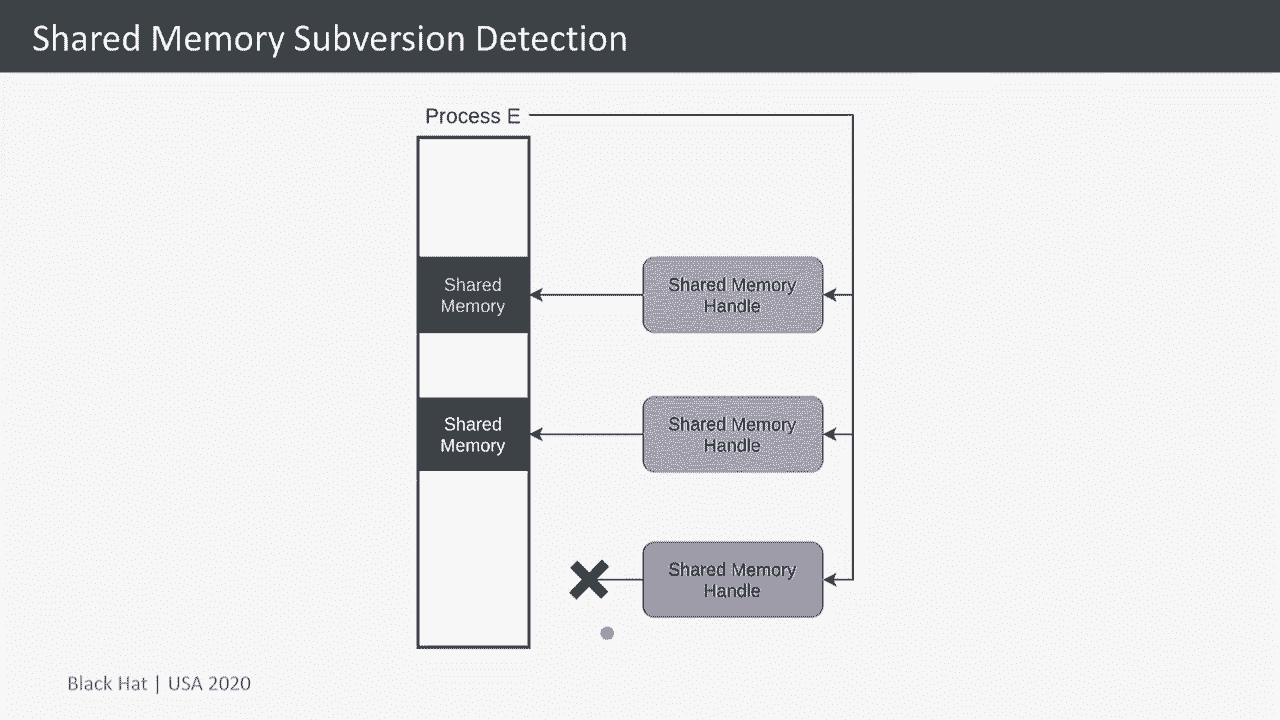 Shared Memory Subversion Detection
Process E
Shared
Memory
Shared Memory
Handle
Shared
Memory
Shared Memory
Handle
Shared Memory
Handle
Black Hat | USA 2020